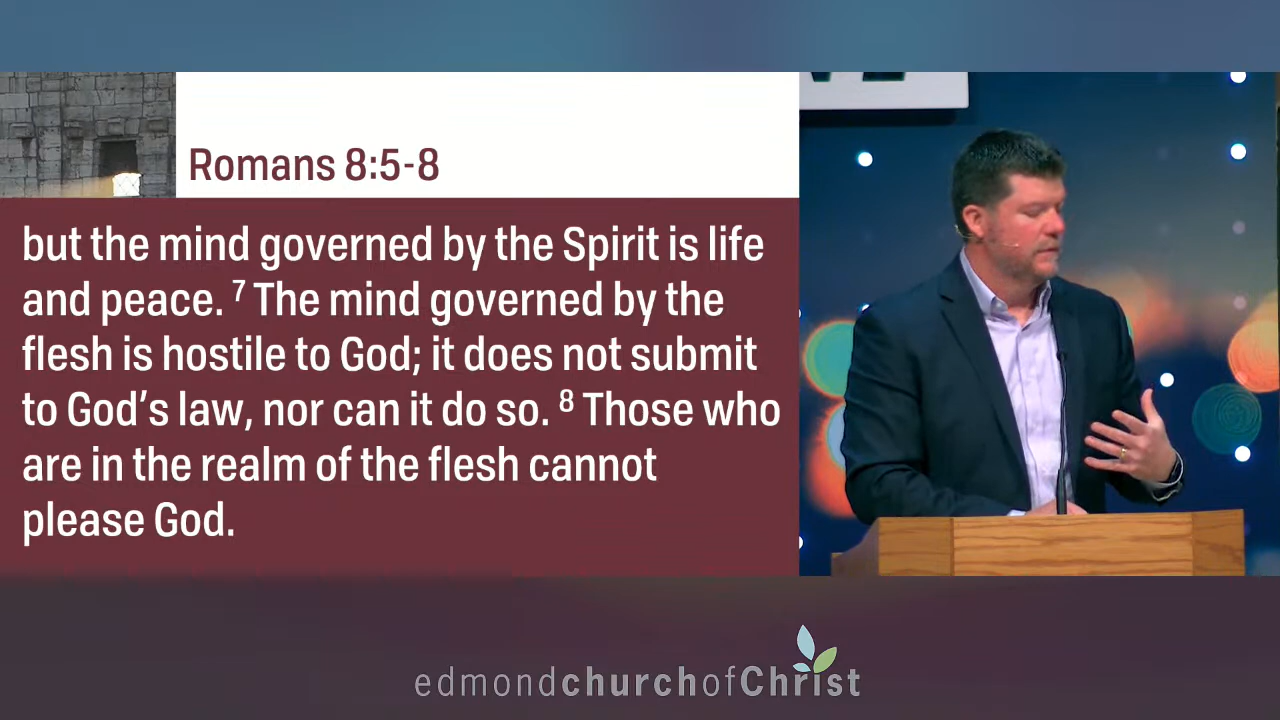 Romans 8:5-8
but the mind governed by the Spirit is life
and peace. ⁷ The mind governed by the
flesh is hostile to God; it does not submit
to God’s law, nor can it do so. ⁸ Those who
are in the realm of the flesh cannot
please God.
edmondchurchofChrist